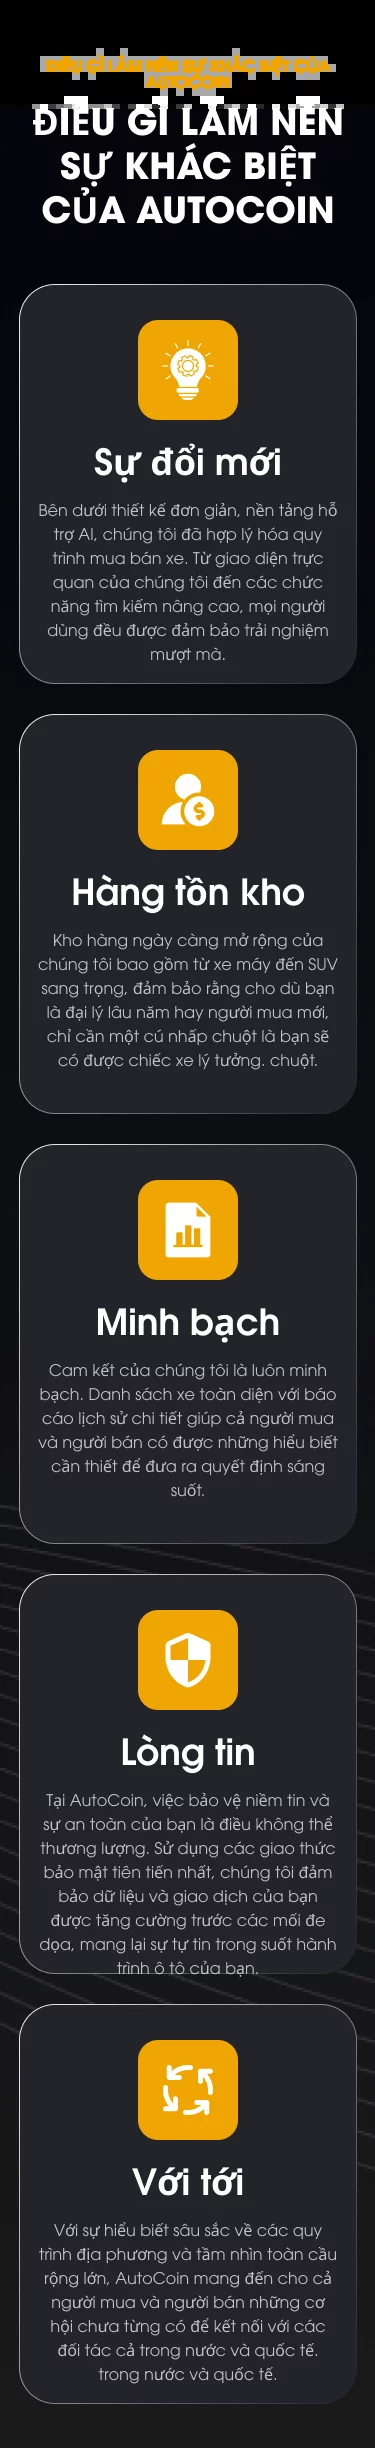 ĐIỀU GÌ LÀM NÊN SỰ KHÁC BIỆT CỦA
AUTOCOIN
ĐIỀU GÌ LÀM NÊN
SỰ KHÁC BIỆT
CỦA AUTOCOIN
Sự đổi mới
Bên dưới thiết kế đơn giản, nền tảng hỗ
trợ AI, chúng tôi đã hợp lý hóa quy
trình mua bán xe. Từ giao diện trực
quan của chúng tôi đến các chức
năng tìm kiếm nâng cao, mọi người
dùng đều được đảm bảo trải nghiệm
mượt mà.
Hàng tồn kho
Kho hàng ngày càng mở rộng của
chúng tôi bao gồm từ xe máy đến SUV
sang trọng, đảm bảo rằng cho dù bạn
là đại lý lâu năm hay người mua mới,
chỉ cần một cú nhấp chuột là bạn sẽ
có được chiếc xe lý tưởng. chuột.
Minh bạch
Cam kết của chúng tôi là luôn minh
bạch. Danh sách xe toàn diện với báo
cáo lịch sử chi tiết giúp cả người mua
và người bán có được những hiểu biết
cần thiết để đưa ra quyết định sáng
suốt.
Lòng tin
Tại AutoCoin, việc bảo vệ niềm tin và
sự an toàn của bạn là điều không thể
thương lượng. Sử dụng các giao thức
bảo mật tiên tiến nhất, chúng tôi đảm
bảo dữ liệu và giao dịch của bạn
được tăng cường trước các mối đe
dọa, mang lại sự tự tin trong suốt hành
trình ô tô của bạn.
Với tới
Với sự hiểu biết sâu sắc về các quy
trình địa phương và tầm nhìn toàn cầu
rộng lớn, AutoCoin mang đến cho cả
người mua và người bán những cơ
hội chưa từng có để kết nối với các
đối tác cả trong nước và quốc tế.
trong nước và quốc tế.